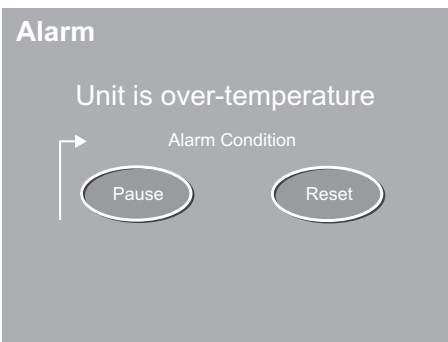 Alarm
Unit is over-temperature
Alarm Condition
Pause Reset